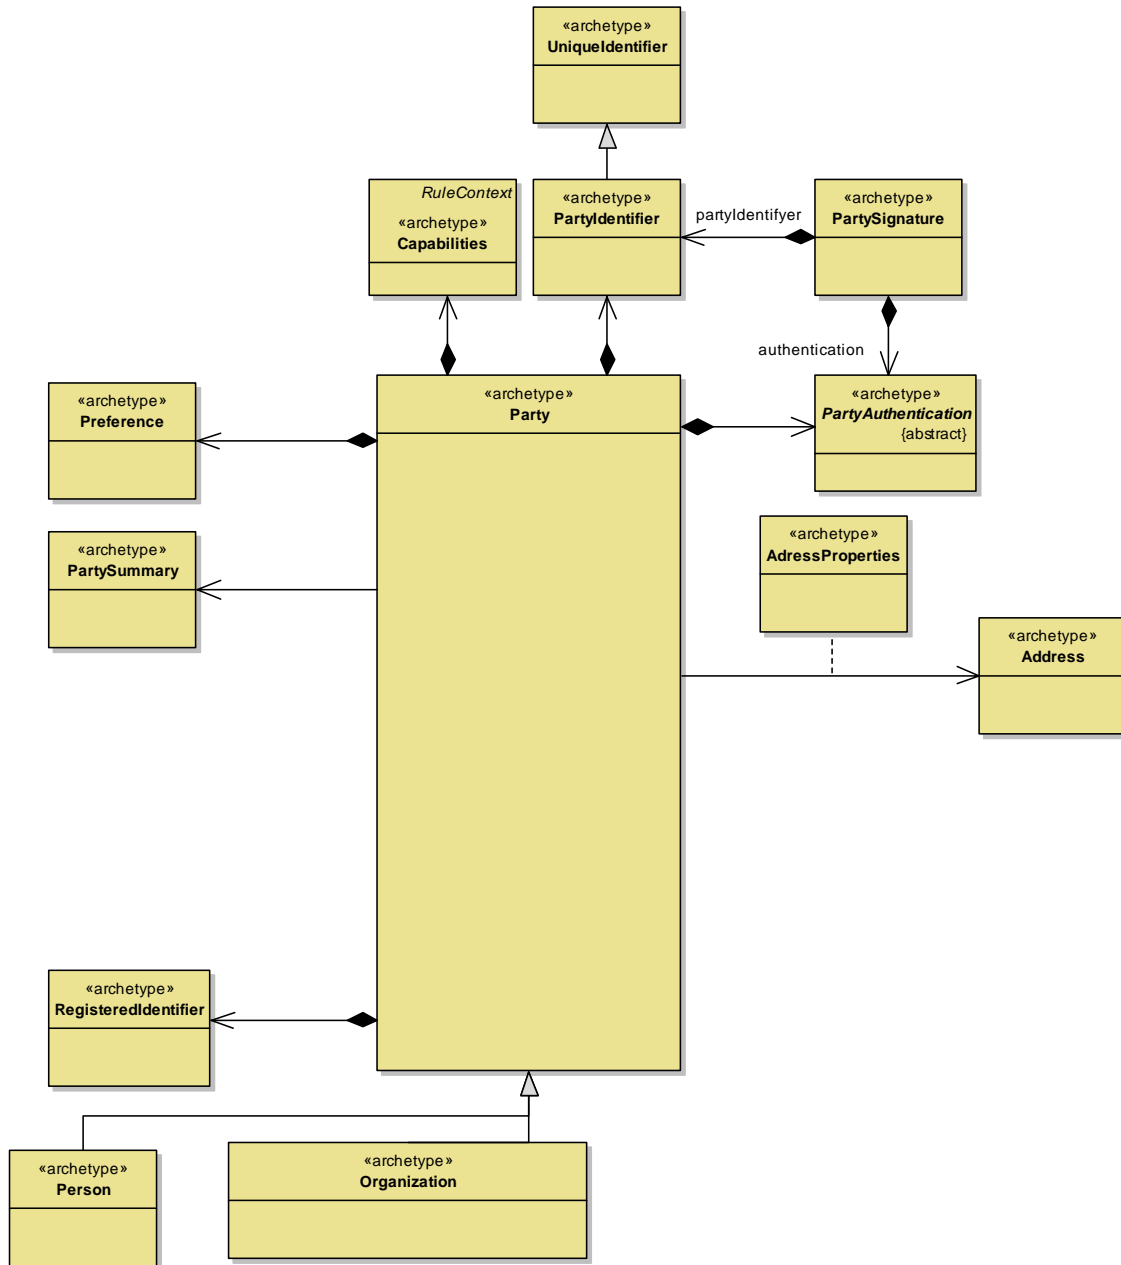 «archetype»
UniqueIdentifier
RuleContext
«archetype»
Capabilities
«archetype»
PartyIdentifier
partyIdentifyer
«archetype»
PartySignature
authentication
«archetype»
Preference
«archetype»
Party
«archetype»
PartyAuthentication
{abstract}
«archetype»
PartySummary
«archetype»
AdressProperties
«archetype»
Address
«archetype»
RegisteredIdentifier
«archetype»
Person
«archetype»
Organization